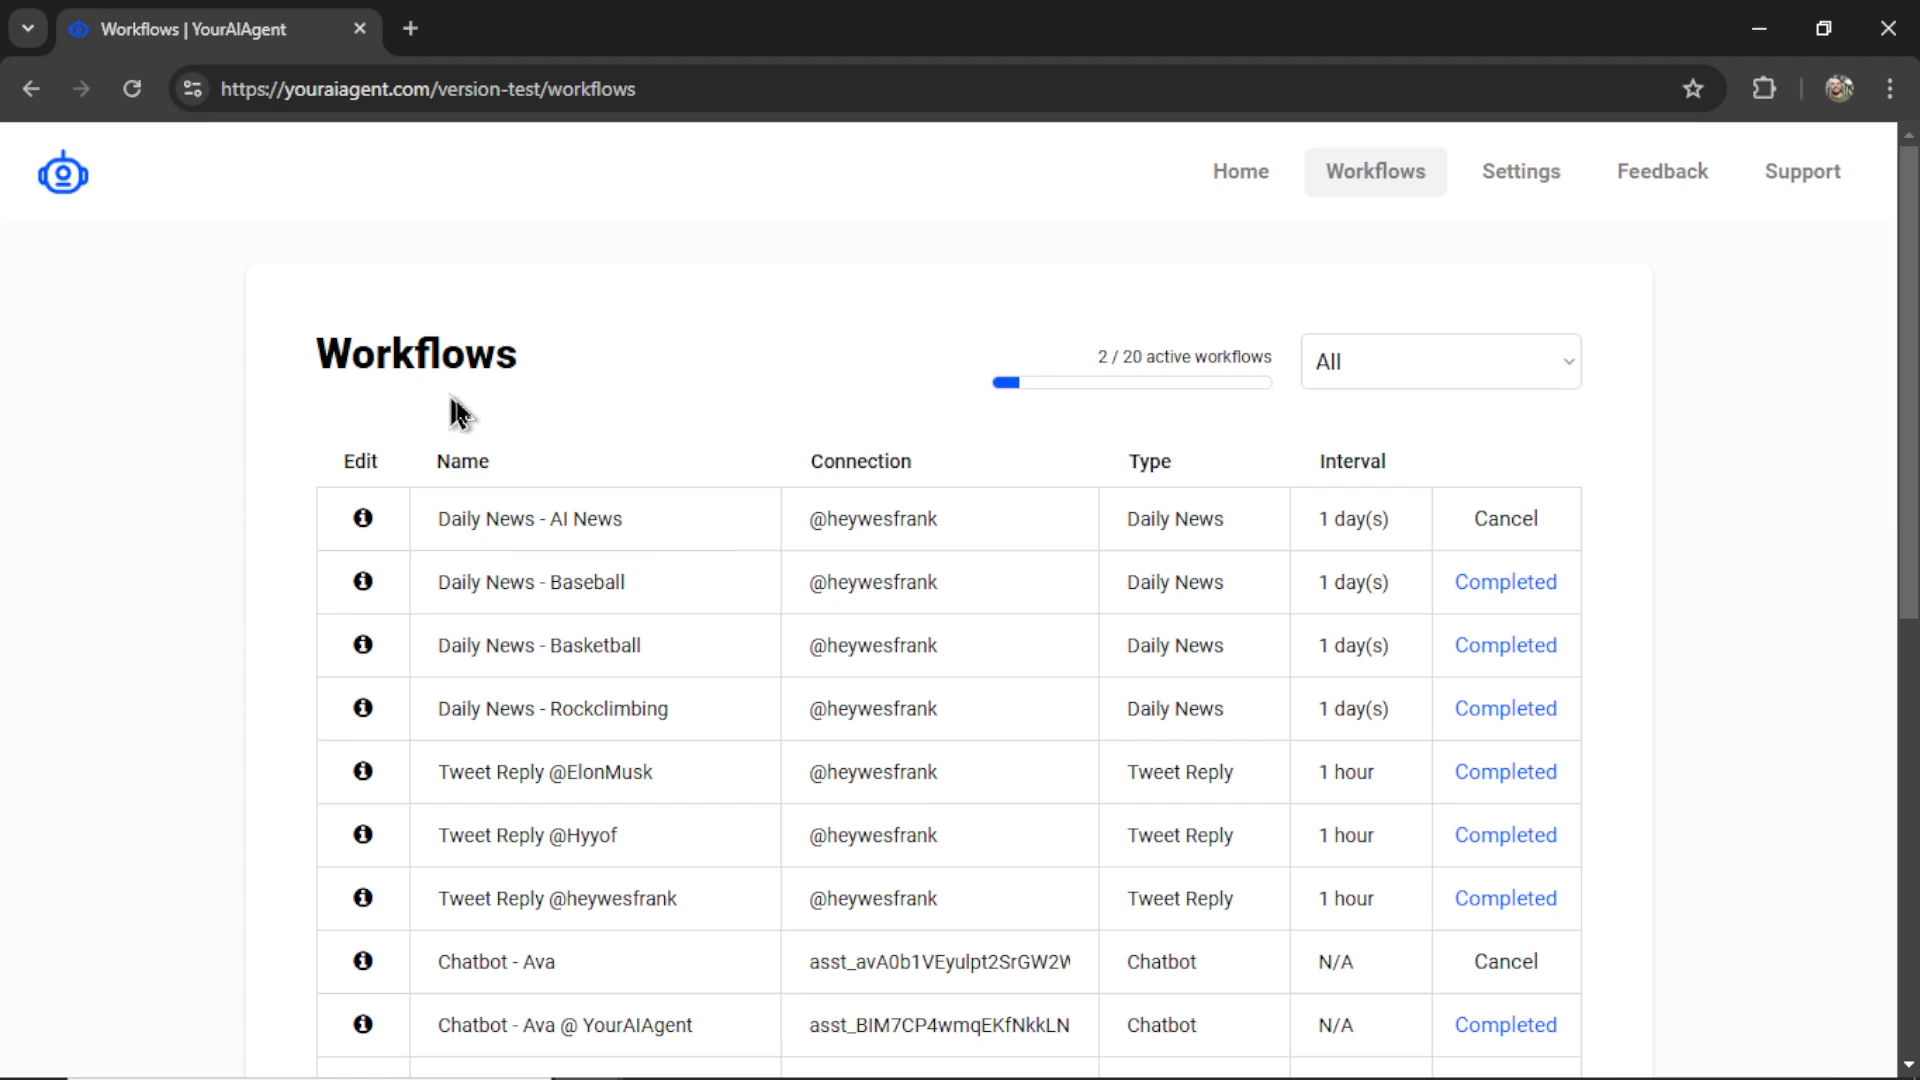 Workflows | YourAIAgent
https://youraiagent.com/version-test/workflows
Home Workflows Settings Feedback Support
Workflows
2 / 20 active workflows
All
Edit Name Connection Type Interval
Daily News - AI News @heywesfrank Daily News 1 day(s) Cancel
Daily News - Baseball @heywesfrank Daily News 1 day(s) Completed
Daily News - Basketball @heywesfrank Daily News 1 day(s) Completed
Daily News - Rockclimbing @heywesfrank Daily News 1 day(s) Completed
Tweet Reply @ElonMusk @heywesfrank Tweet Reply 1 hour Completed
Tweet Reply @Hyyof @heywesfrank Tweet Reply 1 hour Completed
Tweet Reply @heywesfrank @heywesfrank Tweet Reply 1 hour Completed
Chatbot - Ava Chatbot N/A Cancel
Chatbot - Ava @ YourAIAgent asst_BIM7CP4wmqEKfNkkLN Chatbot N/A Completed